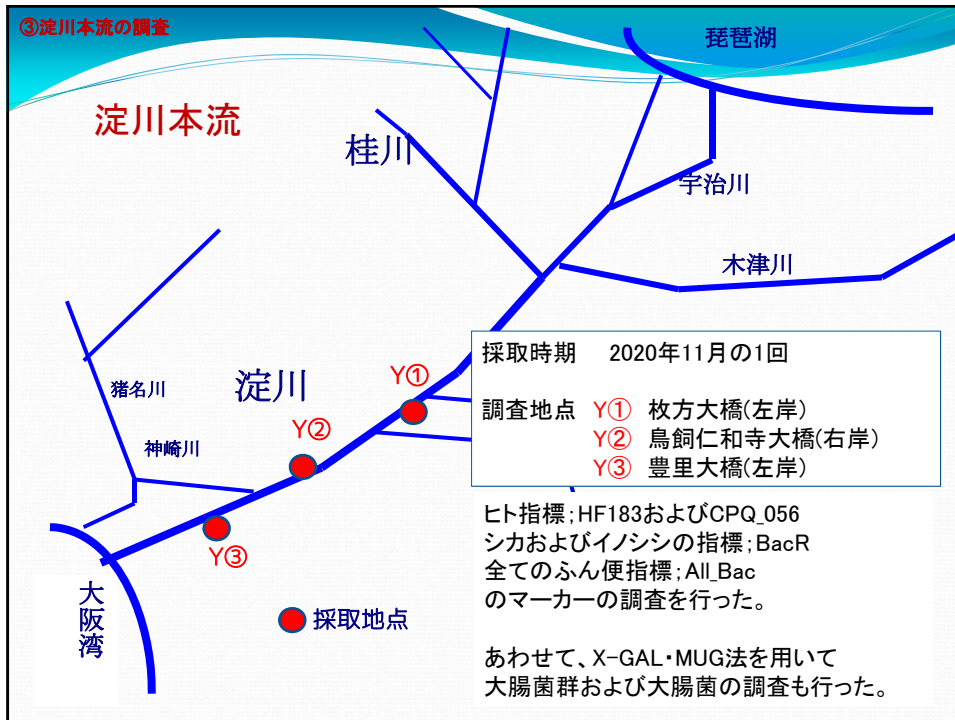 ③淀川本流の調査
琵琶湖
淀川本流
桂川
宇治川
木津川
採取時期 2020年11月の1回
淀川
Y①
猪名川
調査地点 Y① 枚方大橋(左岸)
Y②
Y② 鳥飼仁和寺大橋(右岸)
神崎川
Y③ 豊里大橋(左岸)
ヒト指標;HF183およびCPQ_056
シカおよびイノシシの指標;BacR
Y③
全てのふん便指標;All_Bac
のマーカーの調査を行った。
大阪湾
採取地点
あわせて、X-GAL・MUG法を用いて
大腸菌群および大腸菌の調査も行った。